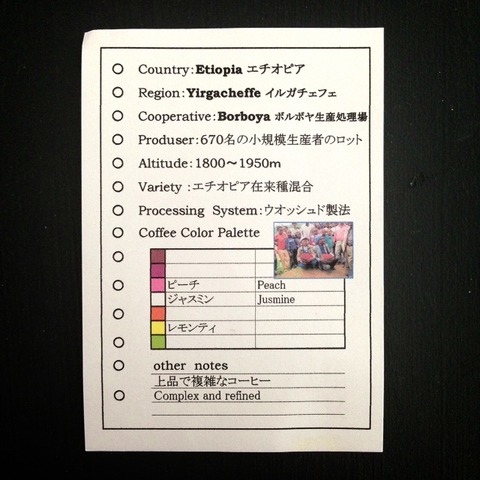 Country:Etiopia エチオピア
Region:Yirgacheffe イルガチェフェ
Cooperative:Borboya ボルボヤ生産処理場
Produser:670名の小規模生産者のロット
Altitude:1800～1950m
Variety :エチオピア在来種混合
Processing System:ウオッシュド製法
Coffee Color Palette
ピーチ Peach
ジャスミン Jusmine
レモンティ
other notes
上品で複雑なコーヒー
Complex and refined